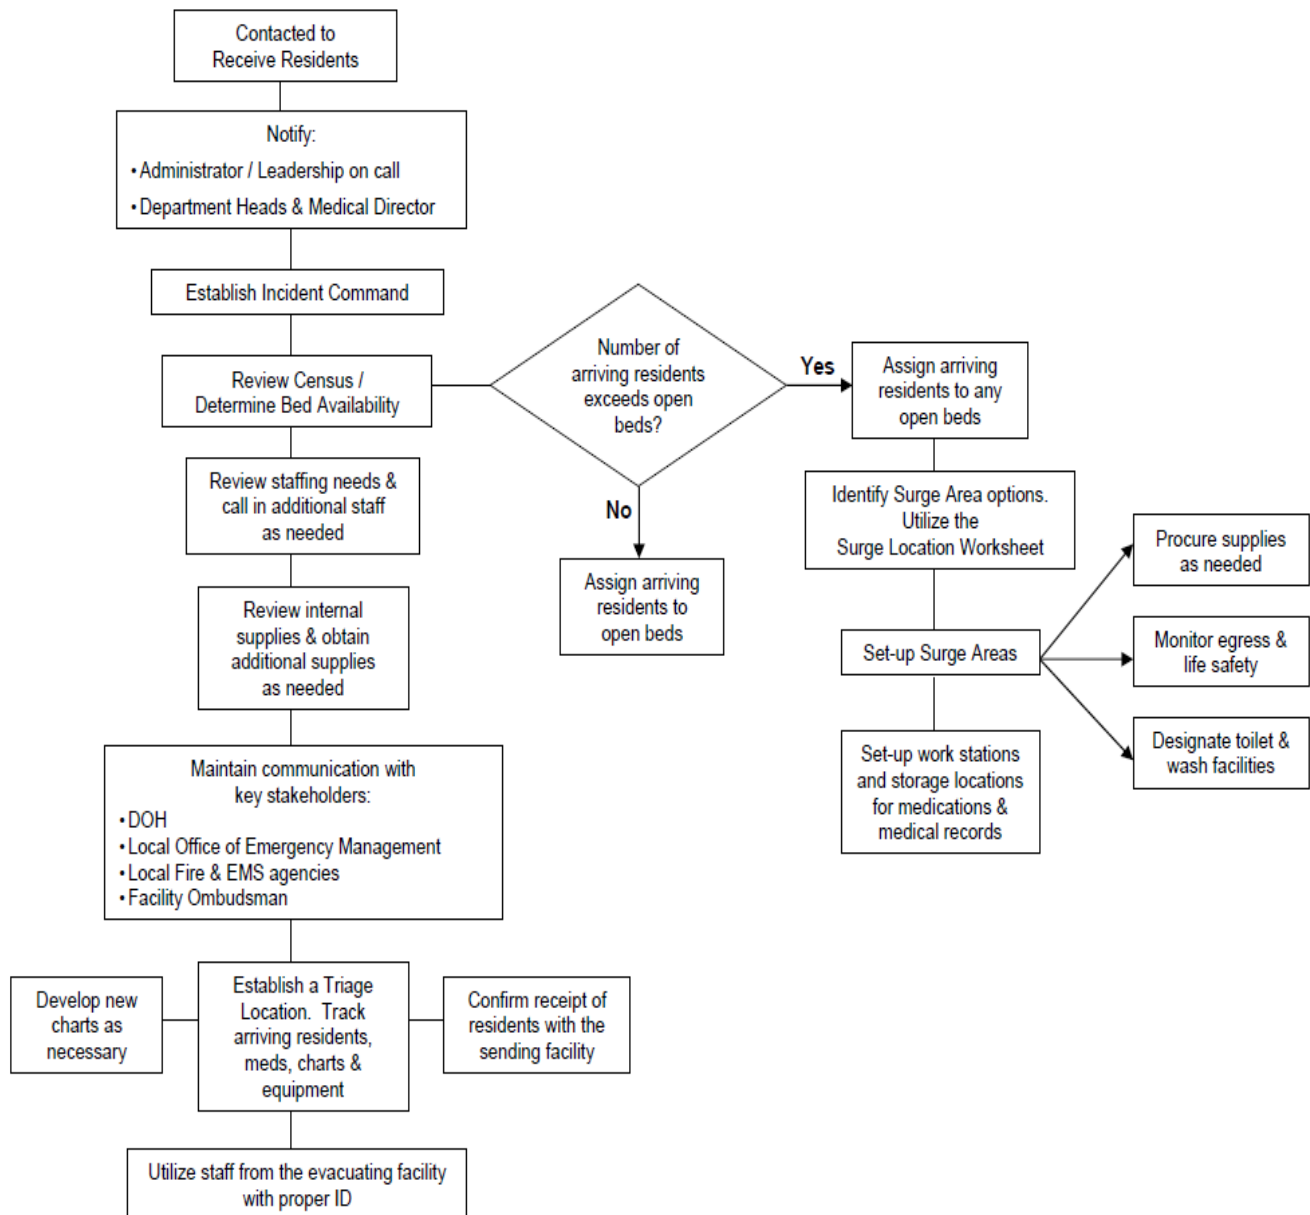 Contacted to
Receive Residents
Notify:
• Administrator / Leadership on call
• Department Heads & Medical Director
Establish Incident Command
Review Census /
Determine Bed Availability
Number of
arriving residents
exceeds open
beds?
Yes
Assign arriving
residents to any
open beds
No
Assign arriving
residents to
open beds
Identify Surge Area options.
Utilize the
Surge Location Worksheet
Set-up Surge Areas
Procure supplies
as needed
Monitor egress &
life safety
Designate toilet &
wash facilities
Set-up work stations
and storage locations
for medications &
medical records
Review staffing needs &
call in additional staff
as needed
Review internal
supplies & obtain
additional supplies
as needed
Maintain communication with
key stakeholders:
• DOH
• Local Office of Emergency Management
• Local Fire & EMS agencies
• Facility Ombudsman
Develop new
charts as
necessary
Establish a Triage
Location.  Track
arriving residents,
meds, charts &
equipment
Confirm receipt of
residents with the
sending facility
Utilize staff from the evacuating facility
with proper ID